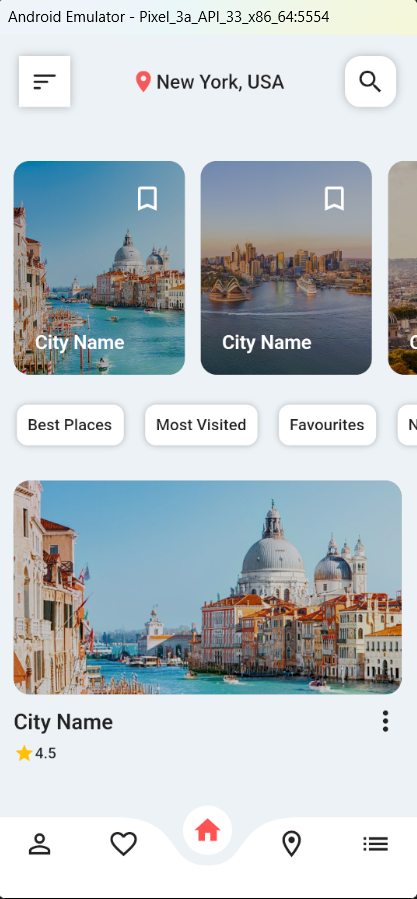 Android Emulator - Pixel_3a_API_33_x86_64:5554
New York, USA
City Name
City Name
Best Places
Most Visited
Favourites
N
City Name
4.5